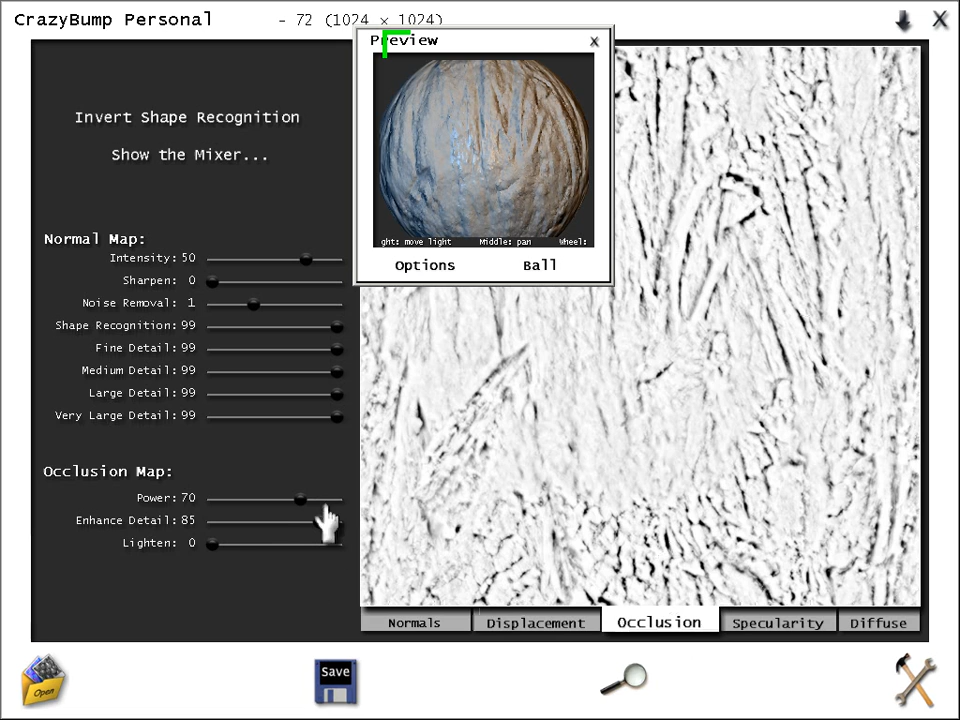 CrazyBump Personal - 72 (1024 × 1024)
Preview
x
X
ght: move light Middle: pan Wheel:
Options Ball
Invert Shape Recognition
Show the Mixer...
Normal Map:
Intensity: 50
Sharpen: 0
Noise Removal: 1
Shape Recognition: 99
Fine Detail: 99
Medium Detail: 99
Large Detail: 99
Very Large Detail: 99
Occlusion Map:
Power: 70
Enhance Detail: 85
Lighten: 0
Normals Displacement Occlusion Specularity Diffuse
Open Save